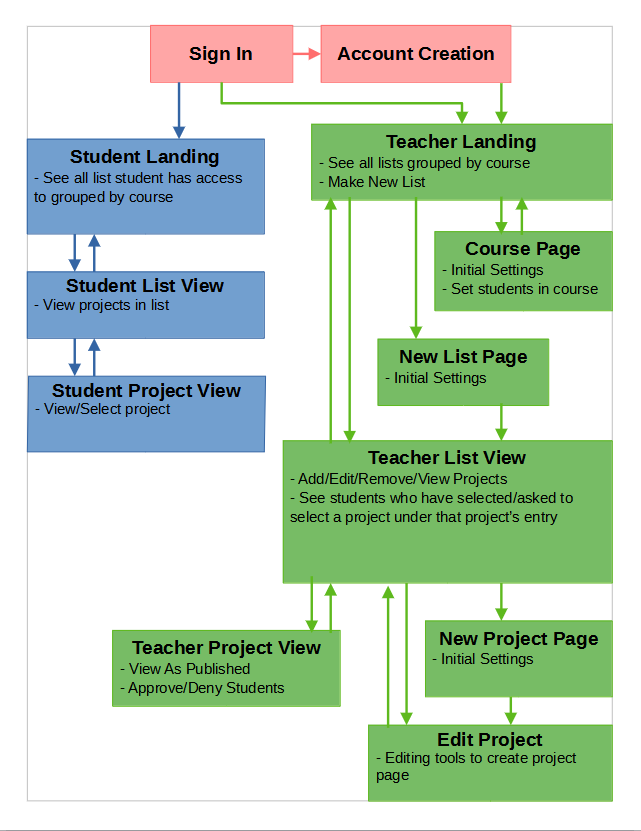 Sign In
Account Creation
Student Landing
- See all list student has access
to grouped by course
Teacher Landing
- See all lists grouped by course
- Make New List
Course Page
- Initial Settings
- Set students in course
Student List View
- View projects in list
New List Page
- Initial Settings
Student Project View
- View/Select project
Teacher List View
- Add/Edit/Remove/View Projects
- See students who have selected/asked to
select a project under that project's entry
Teacher Project View
- View As Published
- Approve/Deny Students
New Project Page
- Initial Settings
Edit Project
- Editing tools to create project
page